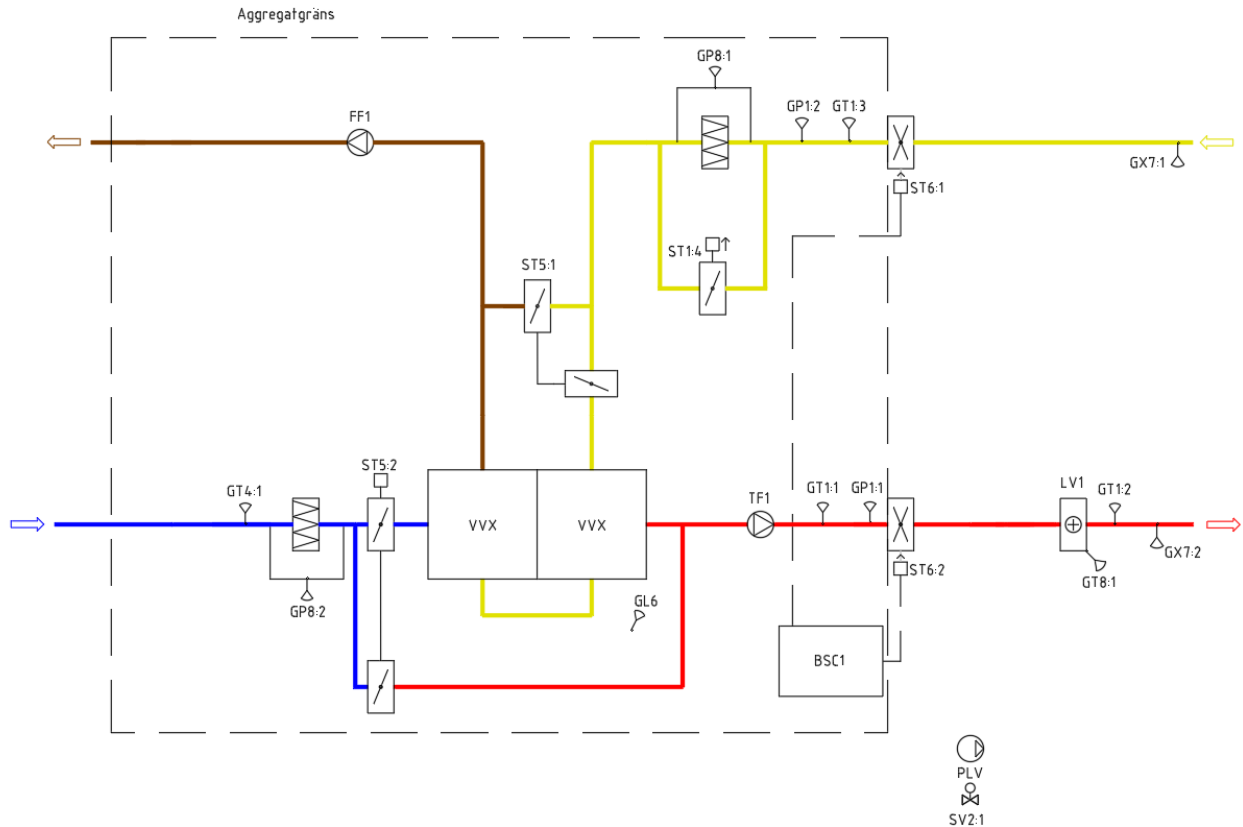 Aggregatgräns
GP8:1
FF1
GP1:2
GT1:3
GX7:1
ST6:1
ST1:4
ST5:1
ST5:2
GT4:1
VVX
VVX
TF1
GT1:1
GP1:1
LV1
GT1:2
GX7:2
ST6:2
GT8:1
GP8:2
GL6
BSC1
PLV
SV2:1